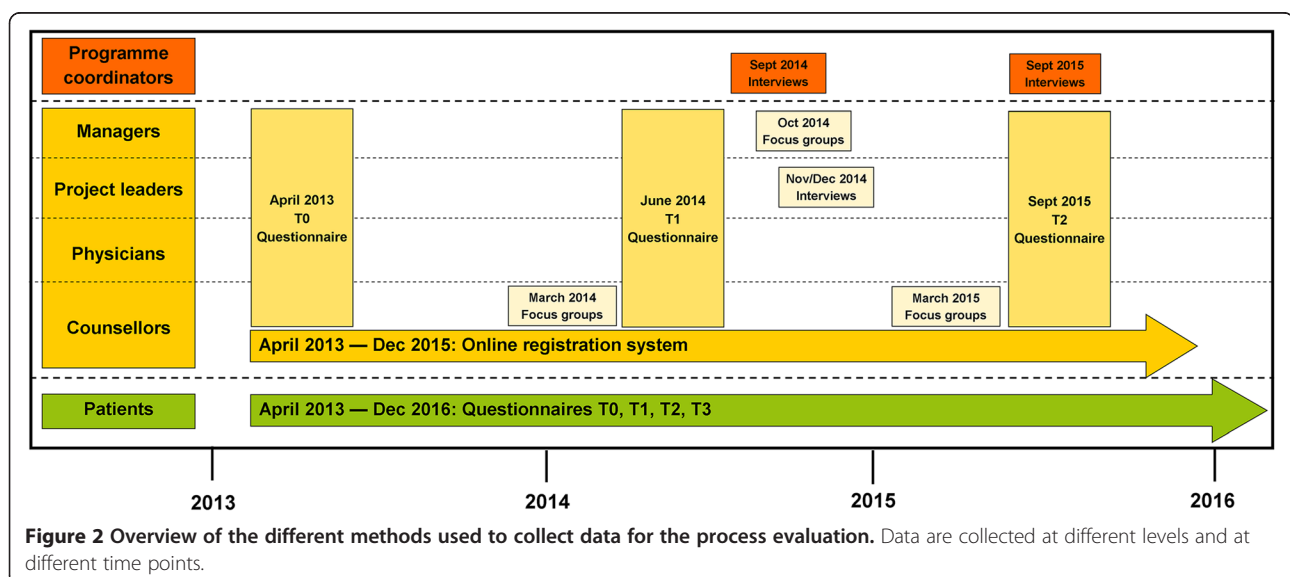 Programme
coordinators
Sept 2014
Interviews
Sept 2015
Interviews
Managers
Oct 2014
Focus groups
Project leaders
Nov/Dec 2014
Interviews
April 2013
T0
Questionnaire
June 2014
T1
Questionnaire
Sept 2015
T2
Questionnaire
Physicians
Counsellors
March 2014
Focus groups
March 2015
Focus groups
April 2013 — Dec 2015: Online registration system
Patients
April 2013 — Dec 2016: Questionnaires T0, T1, T2, T3
2013
2014
2015
2016
Figure 2 Overview of the different methods used to collect data for the process evaluation. Data are collected at different levels and at
different time points.